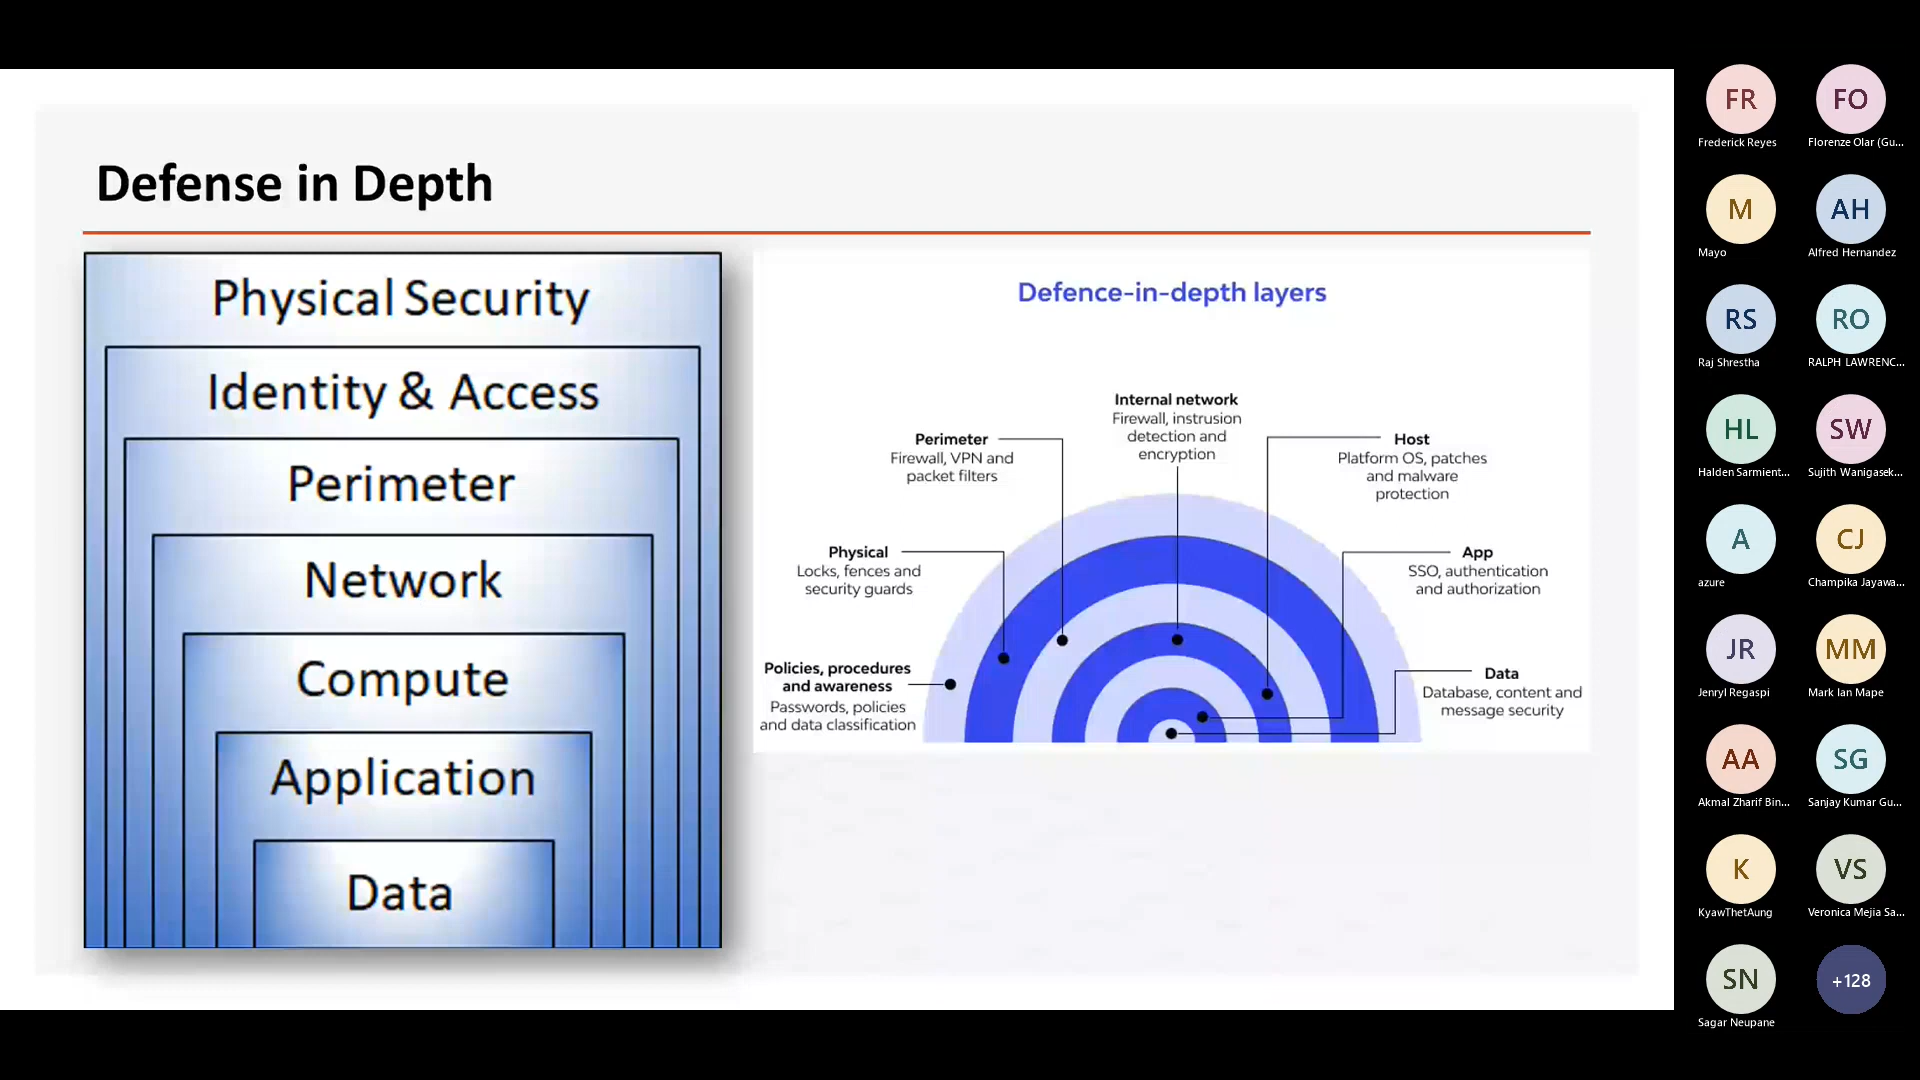 Defense in Depth
Physical Security
Identity & Access
Perimeter
Network
Compute
Application
Data
Defence-in-depth layers
Internal network
Firewall, instrusion
detection and
encryption
Perimeter
Firewall, VPN and
packet filters
Host
Platform OS, patches
and malware
protection
Physical
Locks, fences and
security guards
App
SSO, authentication
and authorization
Policies, procedures
and awareness
Passwords, policies
and data classification
Data
Database, content and
message security
FR
Frederick Reyes
FO
Florenze Olar (Gu...
M
Mayo
AH
Alfred Hernandez
RS
Raj Shrestha
RO
RALPH LAWRENC...
HL
Halden Sarmient...
SW
Sujith Wanigasek...
A
azure
CJ
Champika Jayawa...
JR
Jenryl Regaspi
MM
Mark Ian Mape
AA
Akmal Zharif Bin...
SG
Sanjay Kumar Gu...
K
KyawThetAung
VS
Veronica Mejia Sa...
SN
Sagar Neupane
+128